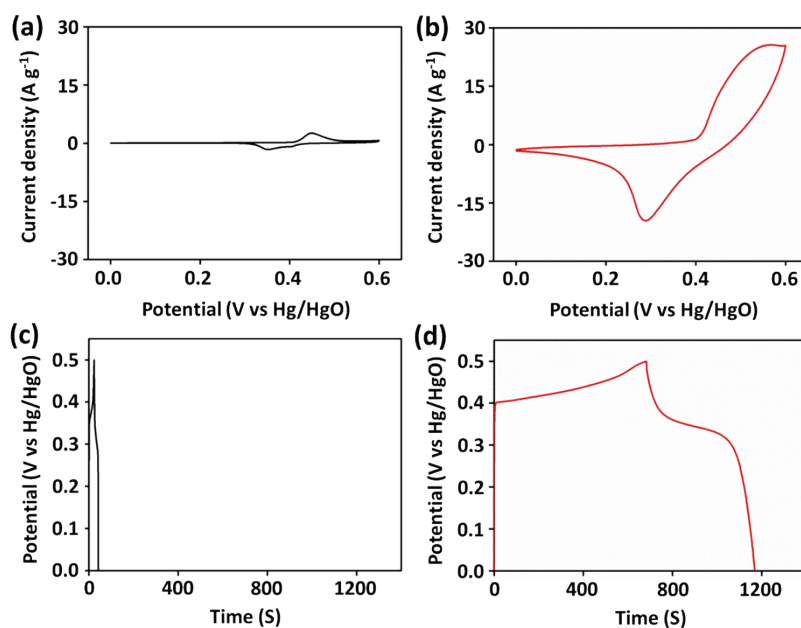 (a)
Current density (A g⁻¹)
30
15
0
-15
-30
0.0 0.2 0.4 0.6
Potential (V vs Hg/HgO)
(b)
Current density (A g⁻¹)
30
15
0
-15
-30
0.0 0.2 0.4 0.6
Potential (V vs Hg/HgO)
(c)
Potential (V vs Hg/HgO)
0.5
0.4
0.3
0.2
0.1
0.0
0 400 800 1200
Time (S)
(d)
Potential (V vs Hg/HgO)
0.5
0.4
0.3
0.2
0.1
0.0
0 400 800 1200
Time (S)